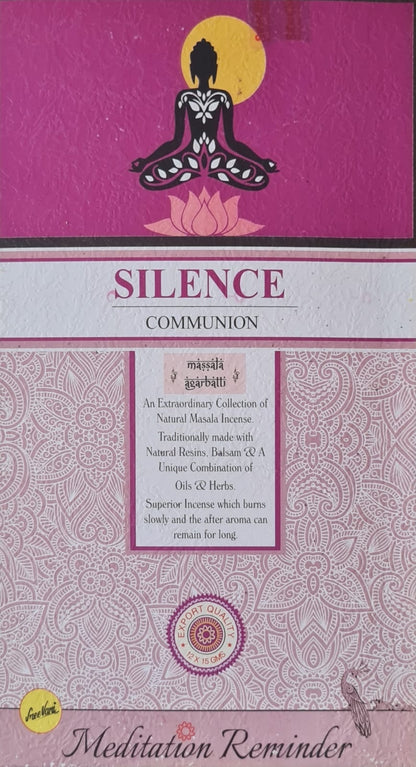 SILENCE
COMMUNION
massala
agarbatti
An Extraordinary Collection of
Natural Masala Incense.
Traditionally made with
Natural Resins, Balsam & A
Unique Combination of
Oils & Herbs.
Superior Incense which burns
slowly and the after aroma can
remain for long.
EXPORT QUALITY
12 X 15 GMS
Sree Vani
Meditation Reminder